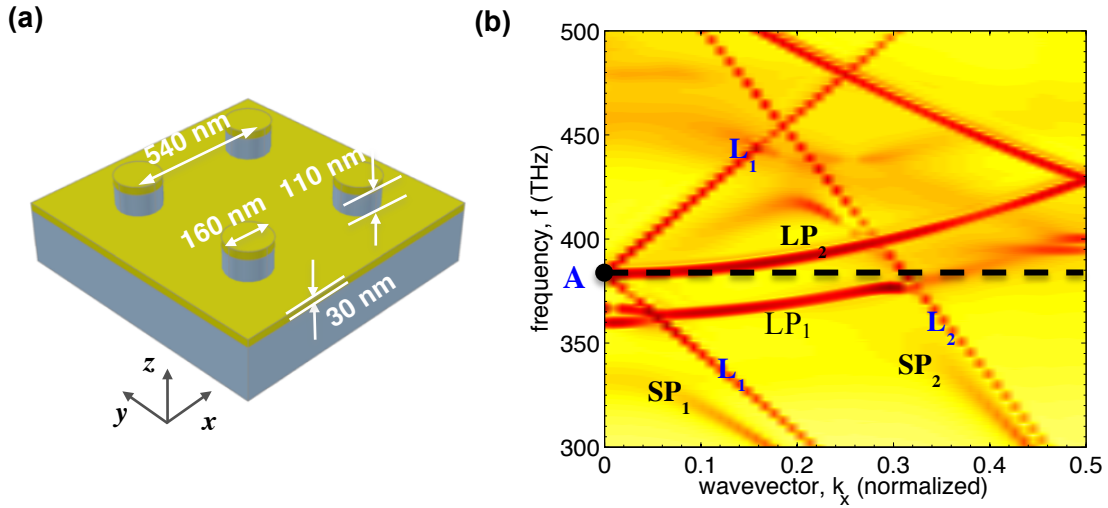 (a)
540 nm
110 nm
160 nm
30 nm
z
y
x
(b)
frequency, f (THz)
500
450
400
350
300
L₁
LP₂
A
LP₁
L₂
L₁
SP₂
SP₁
0
0.1
0.2
0.3
0.4
0.5
wavevector, kₓ (normalized)